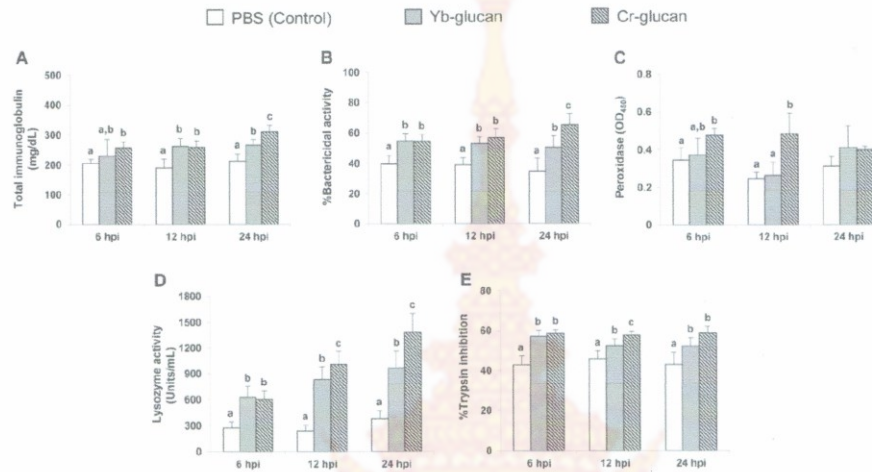 PBS (Control) Yb-glucan Cr-glucan
A
Total immunoglobulin
(mg/dL)
500
400
300
200
100
0
a a,b b
a b b
a b c
6 hpi 12 hpi 24 hpi
B
%Bactericidal activity
100
80
60
40
20
0
a b b
a b b
a b c
6 hpi 12 hpi 24 hpi
C
Peroxidase (OD450)
0.8
0.6
0.4
0.2
0
a a,b b
a a b
6 hpi 12 hpi 24 hpi
D
Lysozyme activity
(Units/mL)
1800
1500
1200
900
600
300
0
a b b
a b c
a b c
6 hpi 12 hpi 24 hpi
E
%Trypsin inhibition
80
60
40
20
0
a b b
a b c
a b b
6 hpi 12 hpi 24 hpi